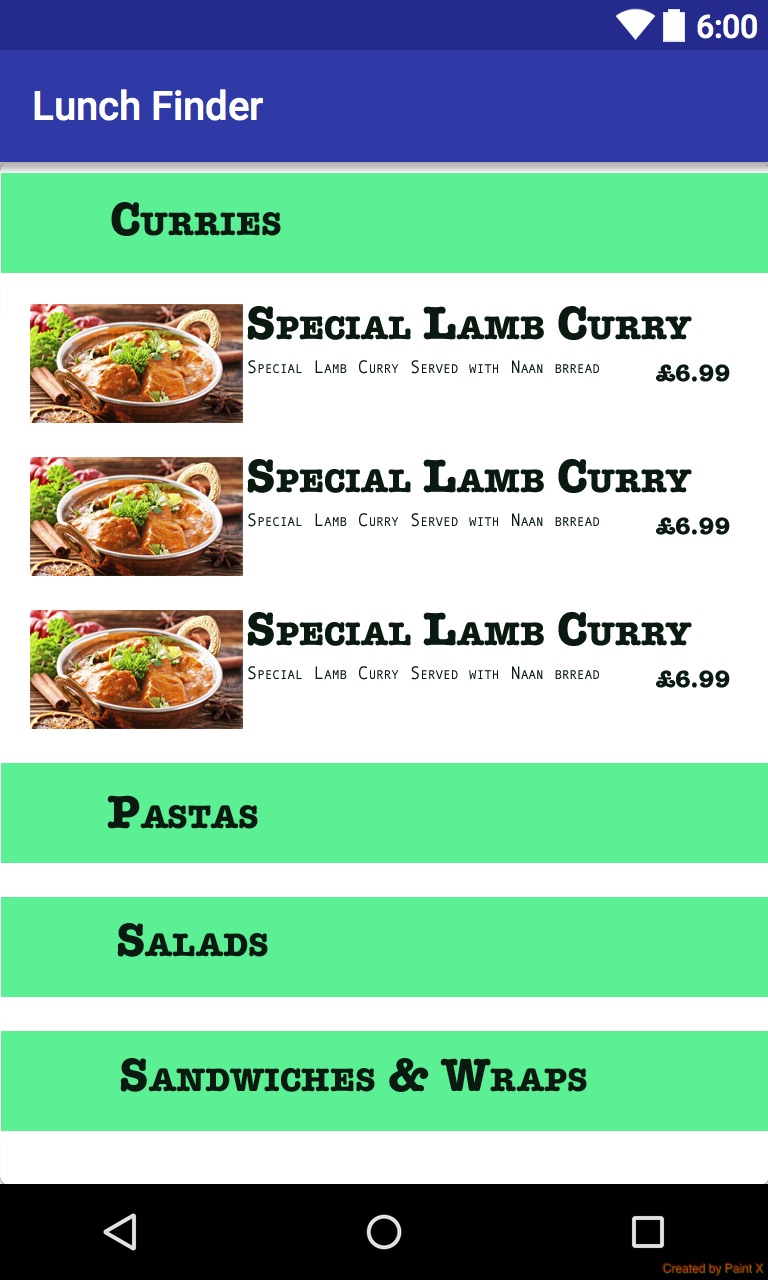 6:00
Lunch Finder
Curries
Special Lamb Curry
Special Lamb Curry Served with Naan brread
£6.99
Special Lamb Curry
Special Lamb Curry Served with Naan brread
£6.99
Special Lamb Curry
Special Lamb Curry Served with Naan brread
£6.99
Pastas
Salads
Sandwiches & Wraps
Created by Paint X